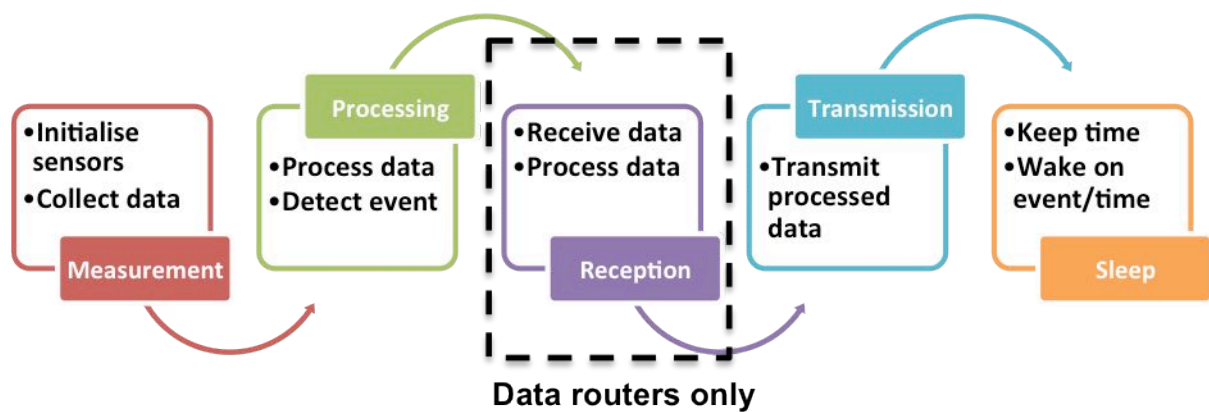 •Initialise
sensors
•Collect data
Measurement
Processing
•Process data
•Detect event
•Receive data
•Process data
Reception
Transmission
•Transmit
processed
data
•Keep time
•Wake on
event/time
Sleep
Data routers only